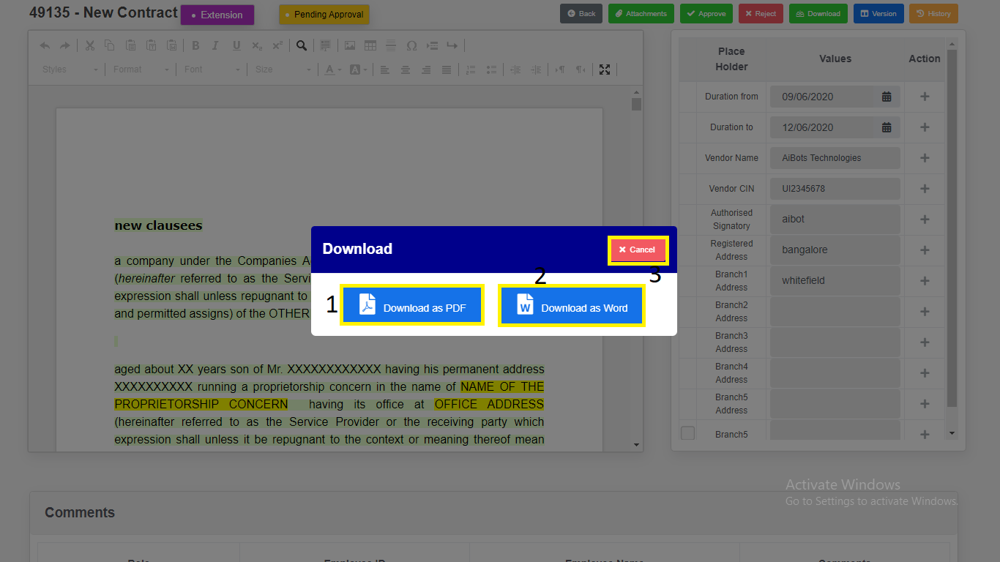 49135 - New Contract
Extension
Pending Approval
Back
Attachments
Approve
Reject
Download
Version
History
B I U x₂ x² Ω
Styles
Format
Font
Size
A A
new clausees
a company under the Companies A
(hereinafter referred to as the Servi
expression shall unless repugnant to
and permitted assigns) of the OTHER
aged about XX years son of Mr. XXXXXXXXXXXX having his permanent address
XXXXXXXXXX running a proprietorship concern in the name of NAME OF THE
PROPRIETORSHIP CONCERN having its office at OFFICE ADDRESS
(hereinafter referred to as the Service Provider or the receiving party which
expression shall unless it be repugnant to the context or meaning thereof mean
Download
Cancel
1
Download as PDF
2
Download as Word
3
Place
Holder
Values
Action
Duration from
09/06/2020
Duration to
12/06/2020
Vendor Name
AiBots Technologies
Vendor CIN
UI2345678
Authorised
Signatory
aibot
Registered
Address
bangalore
Branch1
Address
whitefield
Branch2
Address
Branch3
Address
Branch4
Address
Branch5
Address
Branch5
Activate Windows
Go to Settings to activate Windows.
Comments
Role
Employee ID
Employee Name
Comments